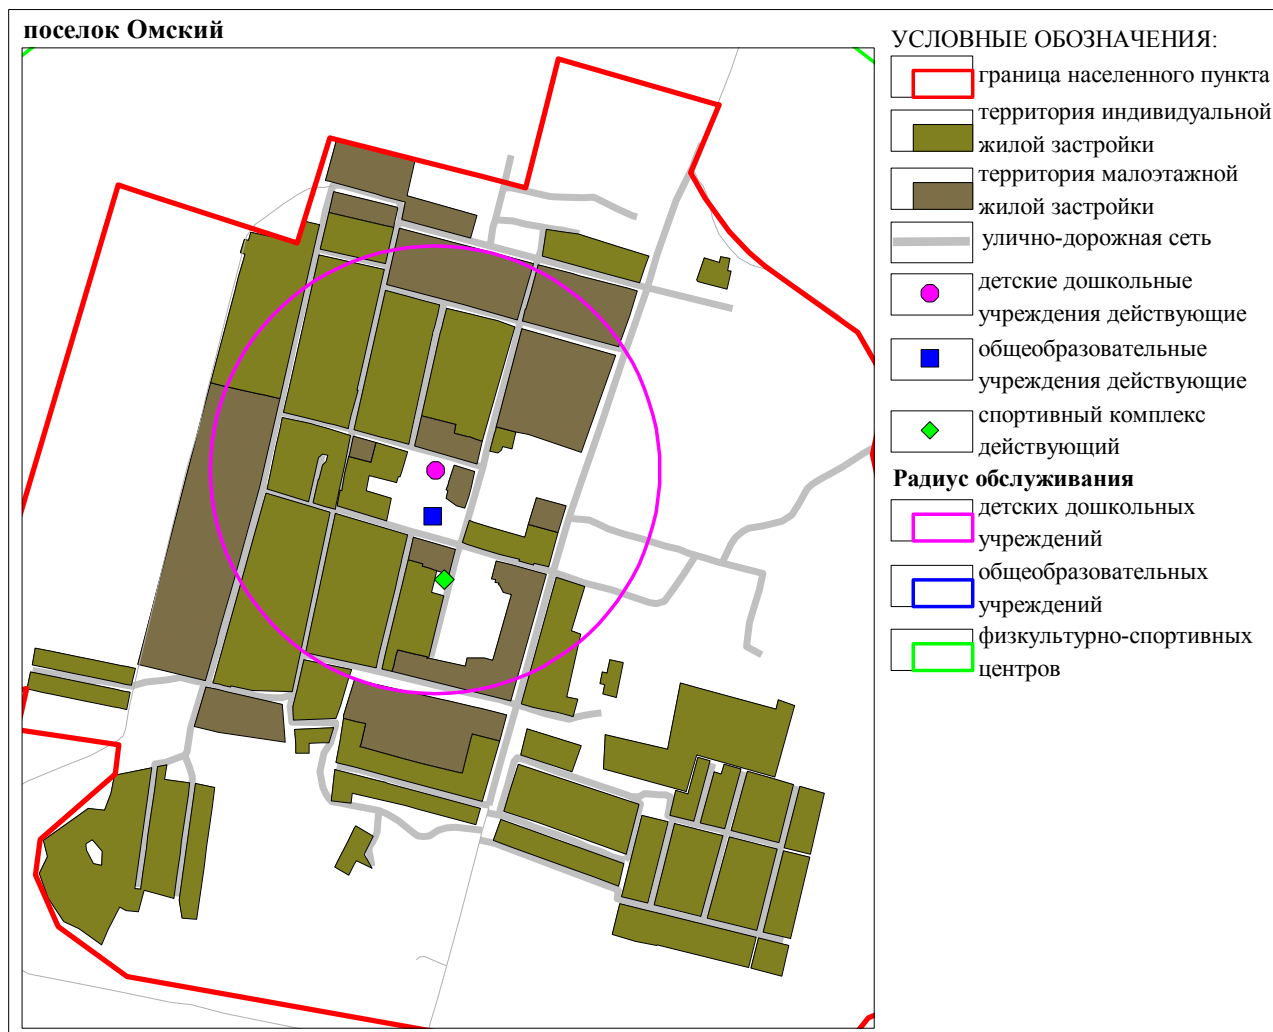 поселок Омский
УСЛОВНЫЕ ОБОЗНАЧЕНИЯ:
граница населенного пункта
территория индивидуальной
жилой застройки
территория малоэтажной
жилой застройки
улично-дорожная сеть
детские дошкольные
учреждения действующие
общеобразовательные
учреждения действующие
спортивный комплекс
действующий
Радиус обслуживания
детских дошкольных
учреждений
общеобразовательных
учреждений
физкультурно-спортивных
центров